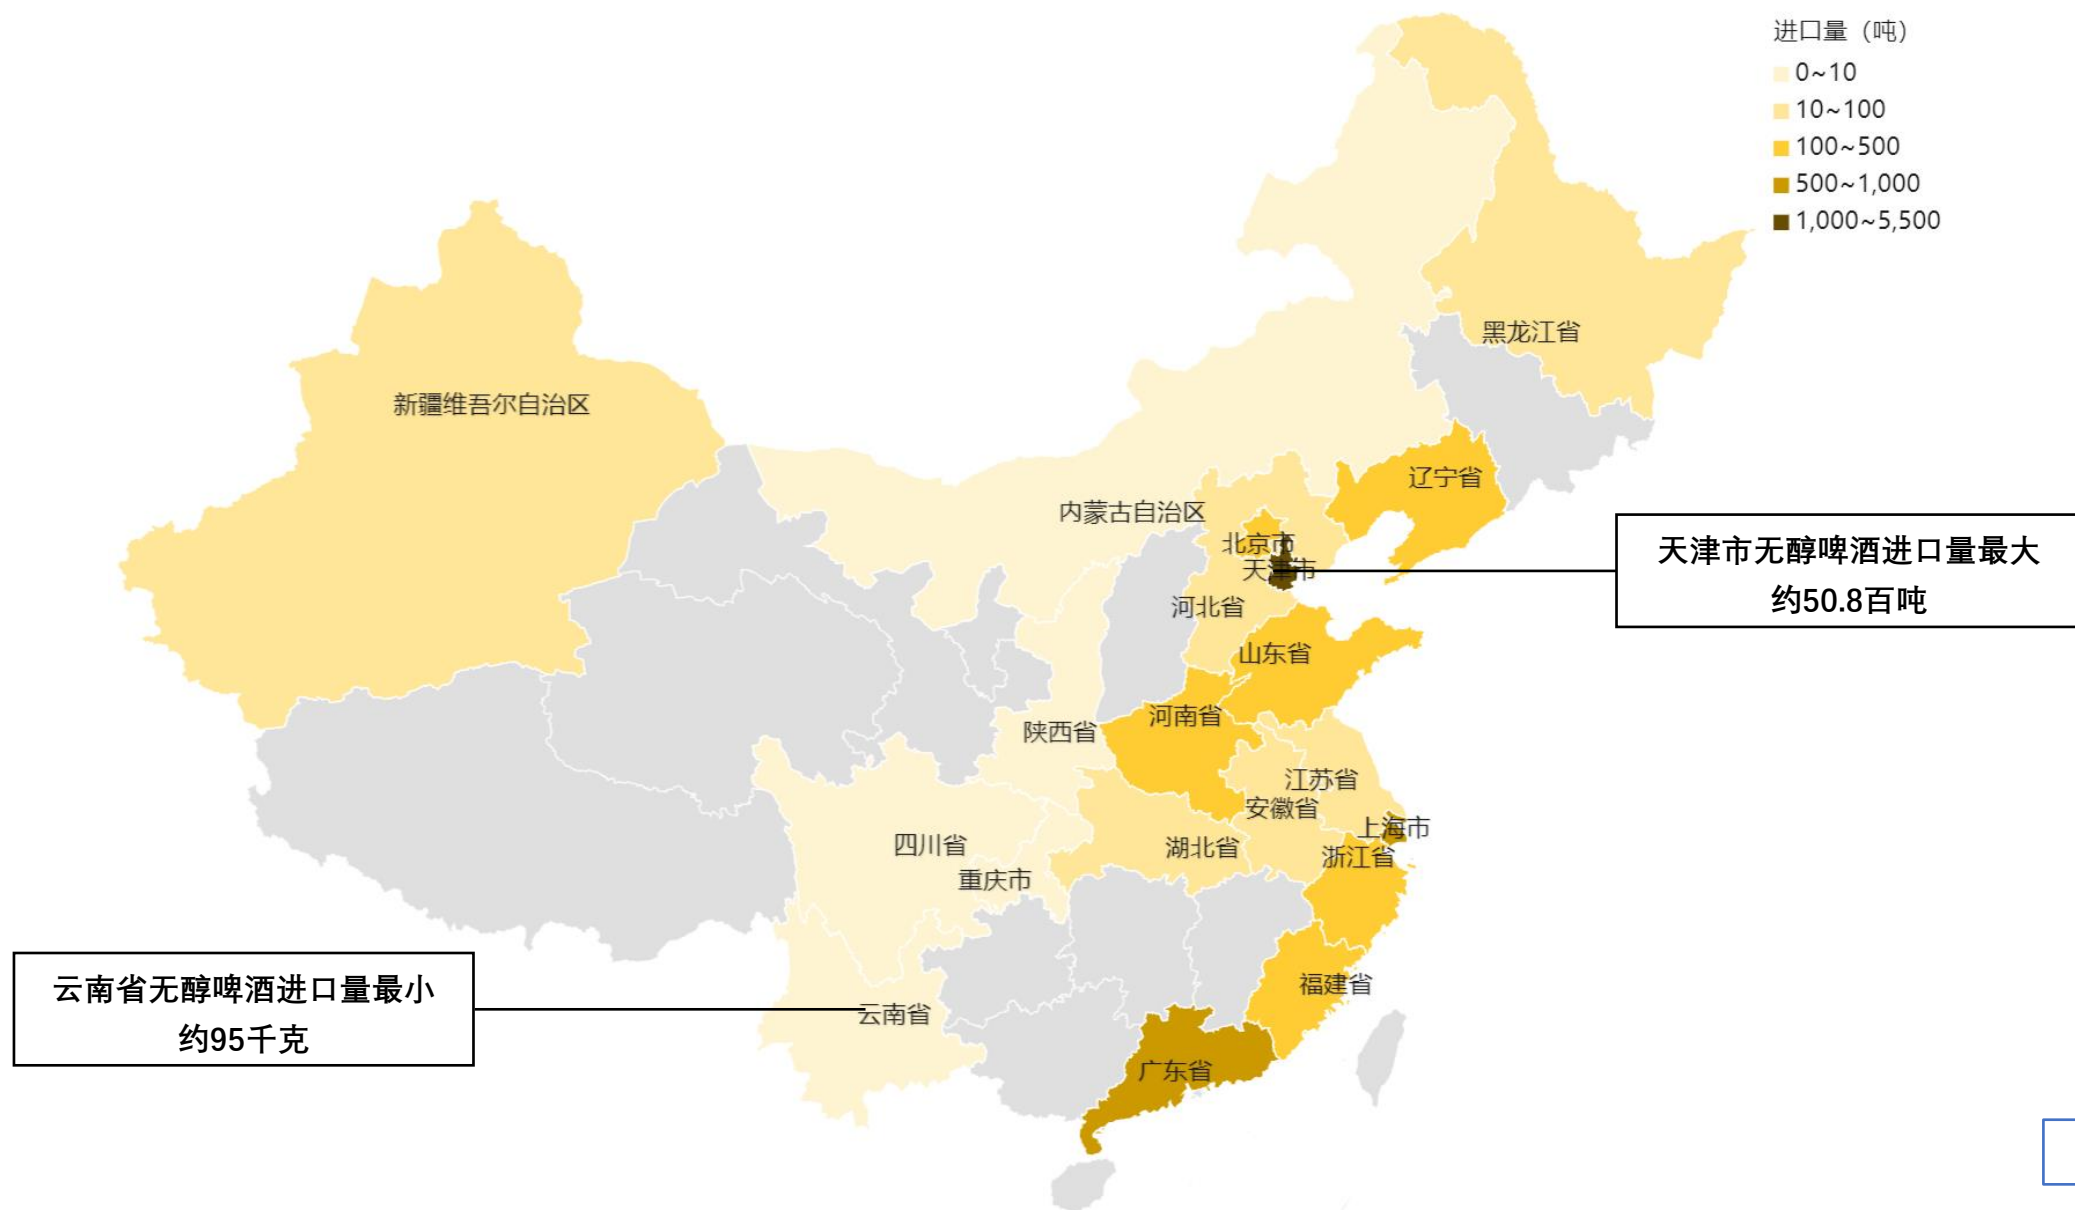 进口量（吨）
0~10
10~100
100~500
500~1,000
1,000~5,500
黑龙江省
新疆维吾尔自治区
辽宁省
内蒙古自治区
北京市
天津市
天津市无醇啤酒进口量最大
约50.8百吨
河北省
山东省
河南省
陕西省
江苏省
安徽省
上海市
四川省
湖北省
浙江省
重庆市
福建省
云南省无醇啤酒进口量最小
约95千克
云南省
广东省